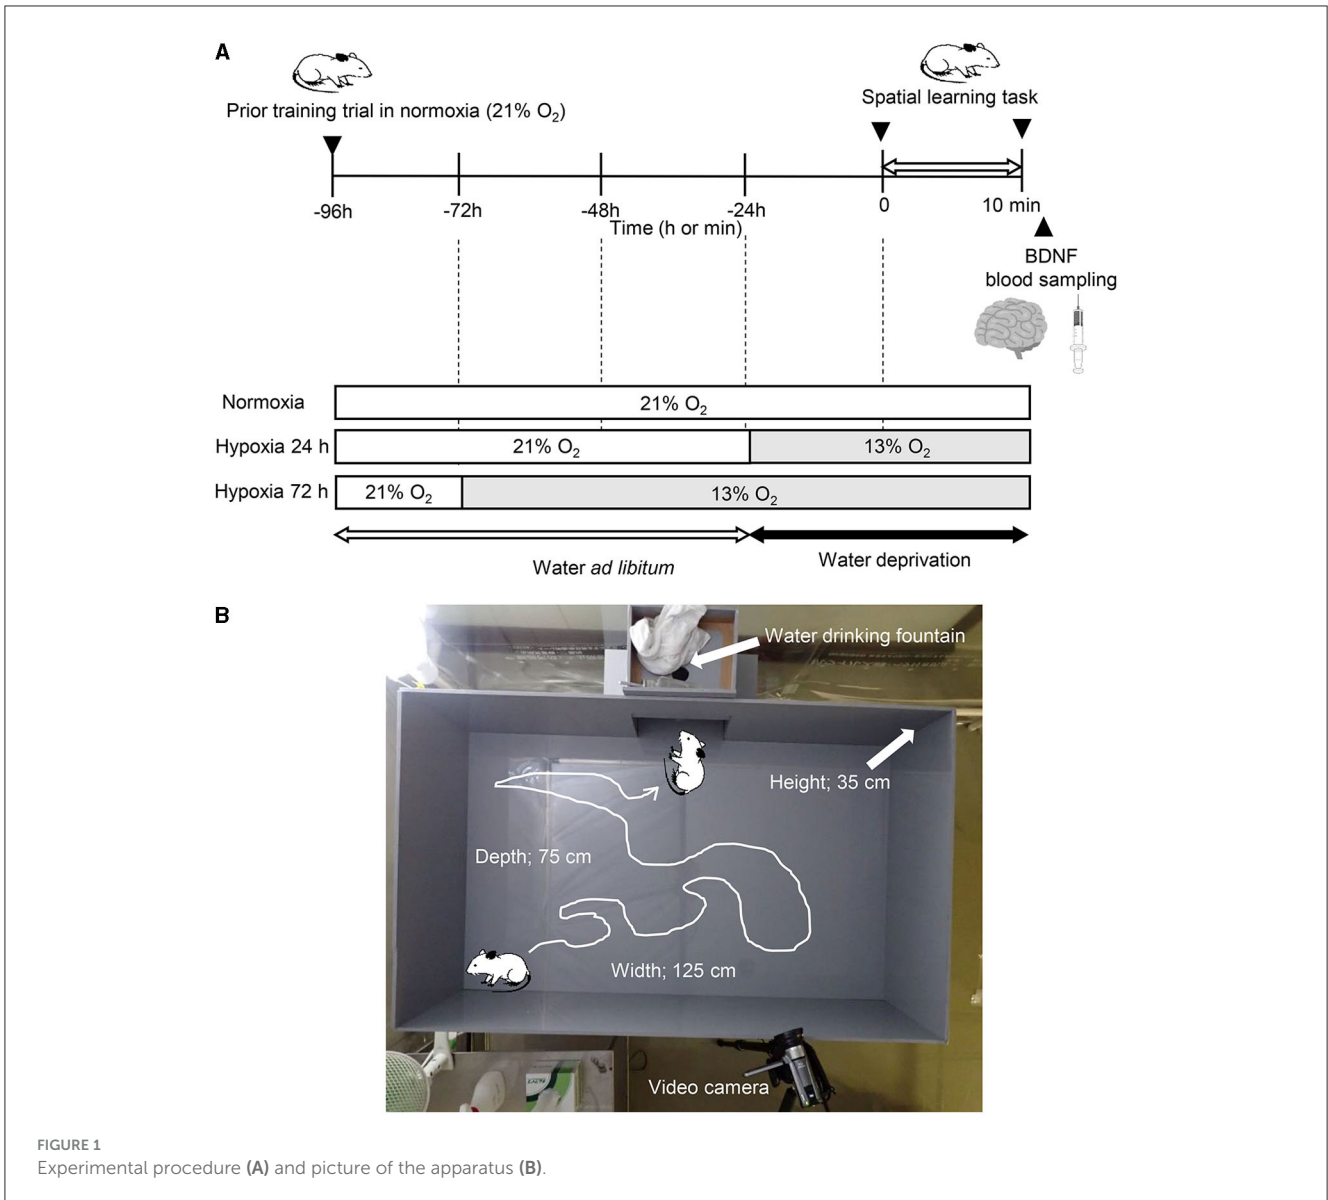 A
Prior training trial in normoxia (21% O₂)
Spatial learning task
-96h
-72h
-48h
-24h
0
10 min
Time (h or min)
BDNF
blood sampling
Normoxia
21% O₂
Hypoxia 24 h
21% O₂
13% O₂
Hypoxia 72 h
21% O₂
13% O₂
Water ad libitum
Water deprivation
B
Water drinking fountain
Height; 35 cm
Depth; 75 cm
Width; 125 cm
Video camera
FIGURE 1
Experimental procedure (A) and picture of the apparatus (B).